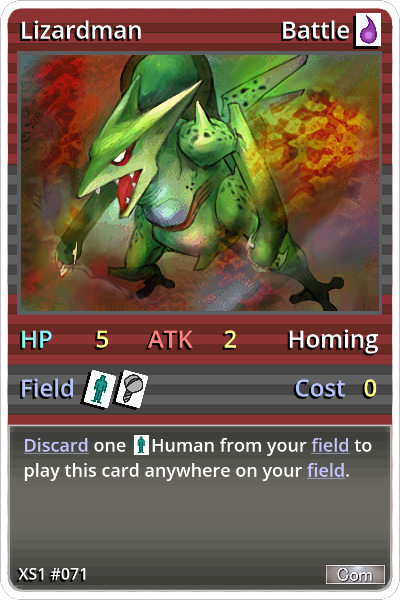 Lizardman Battle
HP 5 ATK 2 Homing
Field Cost 0
Discard one Human from your field to
play this card anywhere on your field.
XS1 #071 Com